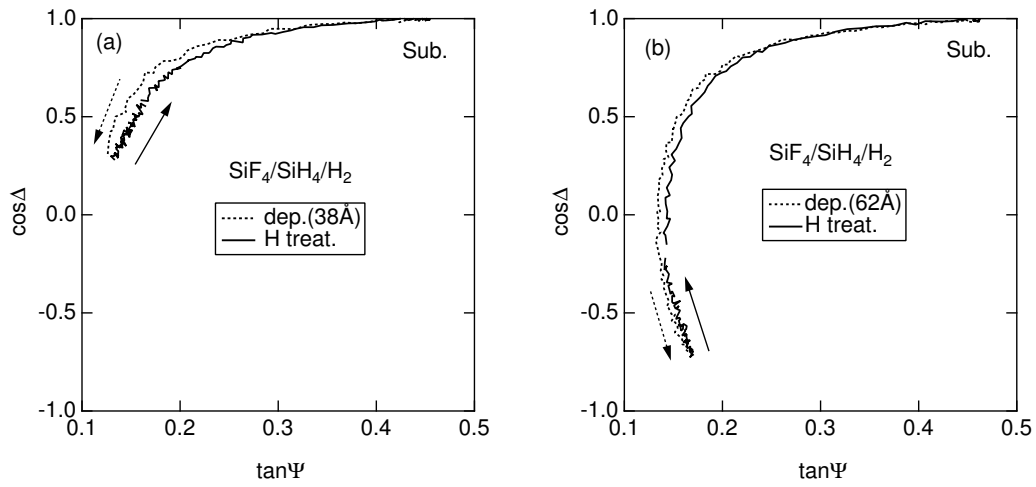 (a)
Sub.
SiF₄/SiH₄/H₂
dep.(38Å)
H treat.
cosΔ
1.0
0.5
0.0
-0.5
-1.0
0.1
0.2
0.3
0.4
0.5
tanΨ
(b)
Sub.
SiF₄/SiH₄/H₂
dep.(62Å)
H treat.
cosΔ
1.0
0.5
0.0
-0.5
-1.0
0.1
0.2
0.3
0.4
0.5
tanΨ